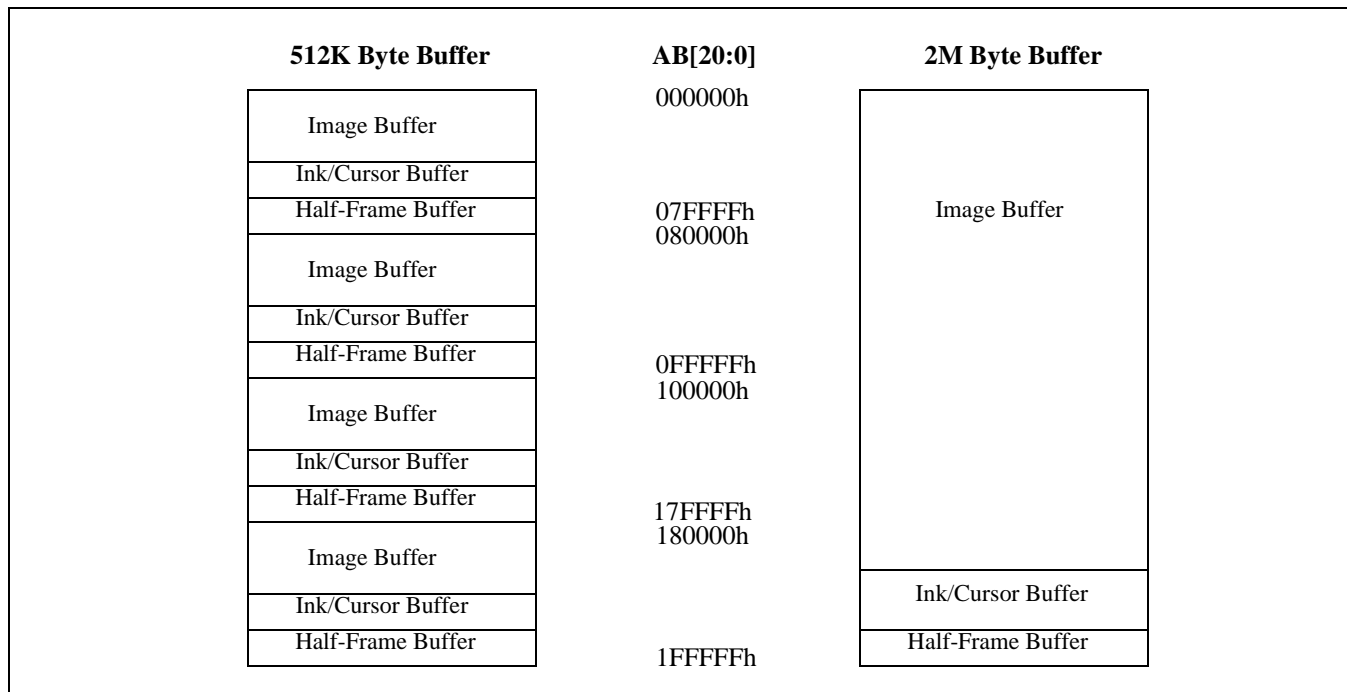 512K Byte Buffer AB[20:0] 2M Byte Buffer
000000h
Image Buffer
Ink/Cursor Buffer
Half-Frame Buffer 07FFFFh Image Buffer
080000h
Image Buffer
Ink/Cursor Buffer
Half-Frame Buffer 0FFFFFh
100000h
Image Buffer
Ink/Cursor Buffer
Half-Frame Buffer 17FFFFh
180000h
Image Buffer
Ink/Cursor Buffer Ink/Cursor Buffer
Half-Frame Buffer 1FFFFFh Half-Frame Buffer